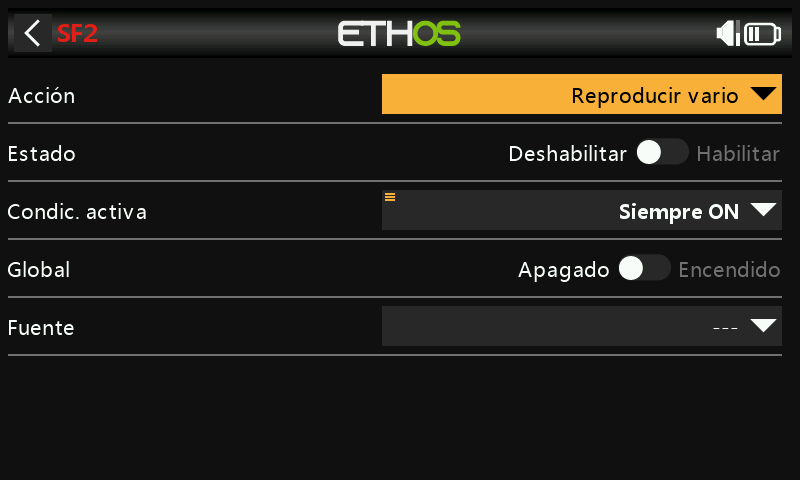 SF2 ETHOS
Acción Reproducir vario
Estado Deshabilitar Habilitar
Condic. activa Siempre ON
Global Apagado Encendido
Fuente ---